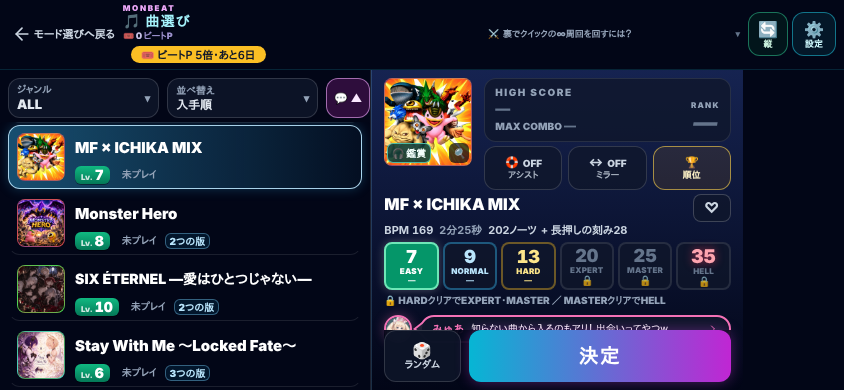 MONBEAT
← モード選びへ戻る
🎵 曲選び
🎟️ 0 ビートP
🎟️ ビートP 5倍・あと6日
⚔️ 裏でクイックの∞周回を回すには？ ▼
🔄 縦
⚙️ 設定
ジャンル
ALL ▼
並べ替え
入手順 ▼
💬 ▲
MF × ICHIKA MIX
Lv. 7 未プレイ
Monster Hero
Lv. 8 未プレイ 2つの版
SIX ÉTERNEL —愛はひとつじゃない—
Lv. 10 未プレイ 2つの版
Stay With Me 〜Locked Fate〜
Lv. 6 未プレイ 3つの版
🎧 鑑賞 🔍
HIGH SCORE
—
MAX COMBO —
RANK
—
🛟 OFF
アシスト
↔ OFF
ミラー
🏆
順位
MF × ICHIKA MIX
♡
BPM 169 2分25秒 202ノーツ + 長押しの刻み28
7
EASY
—
9
NORMAL
—
13
HARD
—
20
EXPERT
🔒
25
MASTER
🔒
35
HELL
🔒
🔒 HARDクリアでEXPERT・MASTER ／ MASTERクリアでHELL
みゅあ 知らない曲から入るのもアリ！出会いってやつw
🎲
ランダム
決定